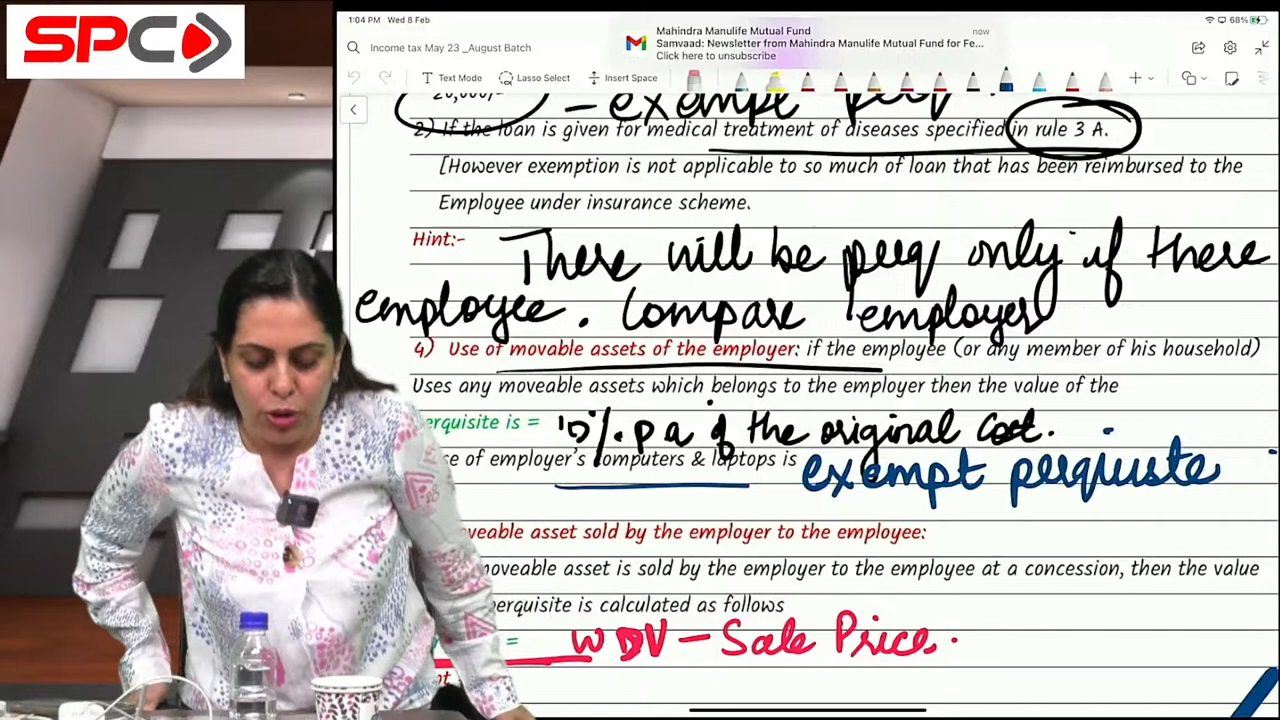 SPC
1:04 PM Wed 8 Feb
68%
Income tax May 23 _August Batch
Mahindra Manulife Mutual Fund
now
Samvaad: Newsletter from Mahindra Manulife Mutual Fund for Fe...
Click here to unsubscribe
Text Mode
Lasso Select
Insert Space
20,000/-
- exempt perq.
2) If the loan is given for medical treatment of diseases specified in rule 3 A.
[However exemption is not applicable to so much of loan that has been reimbursed to the
Employee under insurance scheme.
Hint:- There will be perq only if there
employee. Compare employer
4) Use of movable assets of the employer: if the employee (or any member of his household)
Uses any moveable assets which belongs to the employer then the value of the
erquisite is = 10%. p a of the original cost.
se of employer's computers & laptops is exempt perquiste
veable asset sold by the employer to the employee:
moveable asset is sold by the employer to the employee at a concession, then the value
perquisite is calculated as follows
= WDV - Sale Price.